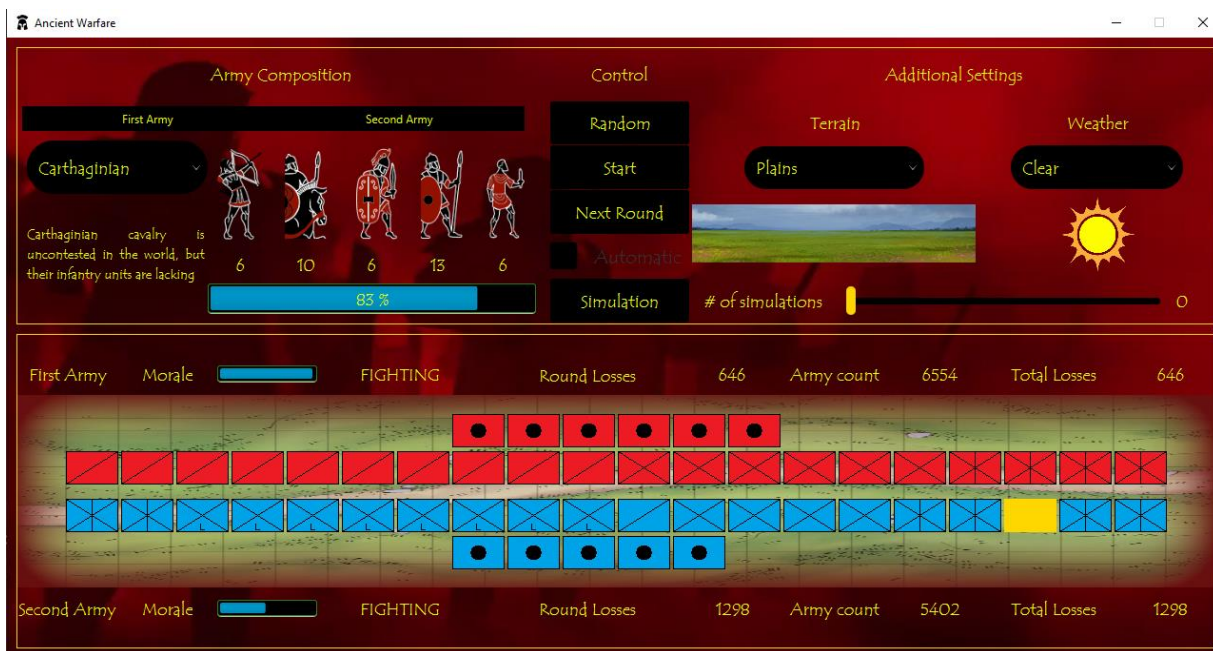 Ancient Warfare
Army Composition
Control
Additional Settings
First Army Second Army
Random
Terrain
Weather
Carthaginian
Start
Plains
Clear
Next Round
Carthaginian cavalry is
uncontested in the world, but
their infantry units are lacking
6 10 6 13 6
Automatic
83 %
Simulation
# of simulations 0
First Army Morale FIGHTING Round Losses 646 Army count 6554 Total Losses 646
L L L L L L L L
Second Army Morale FIGHTING Round Losses 1298 Army count 5402 Total Losses 1298